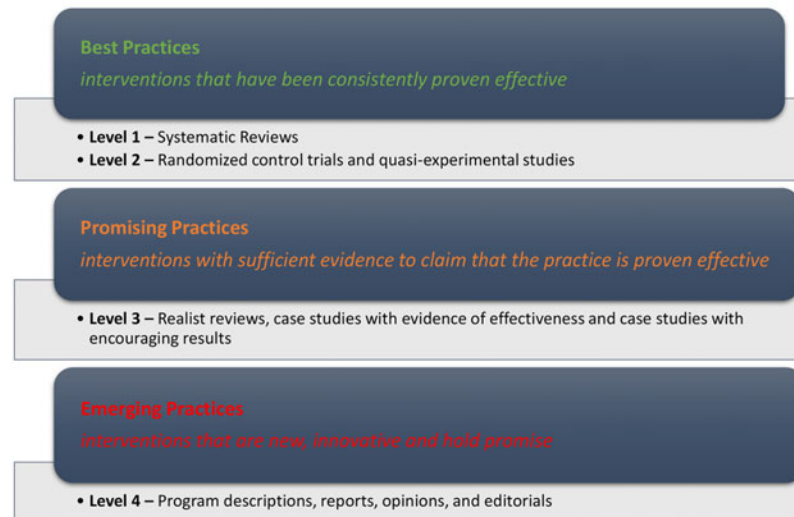 Best Practices
interventions that have been consistently proven effective
• Level 1 – Systematic Reviews
• Level 2 – Randomized control trials and quasi-experimental studies
Promising Practices
interventions with sufficient evidence to claim that the practice is proven effective
• Level 3 – Realist reviews, case studies with evidence of effectiveness and case studies with
encouraging results
Emerging Practices
interventions that are new, innovative and hold promise
• Level 4 – Program descriptions, reports, opinions, and editorials